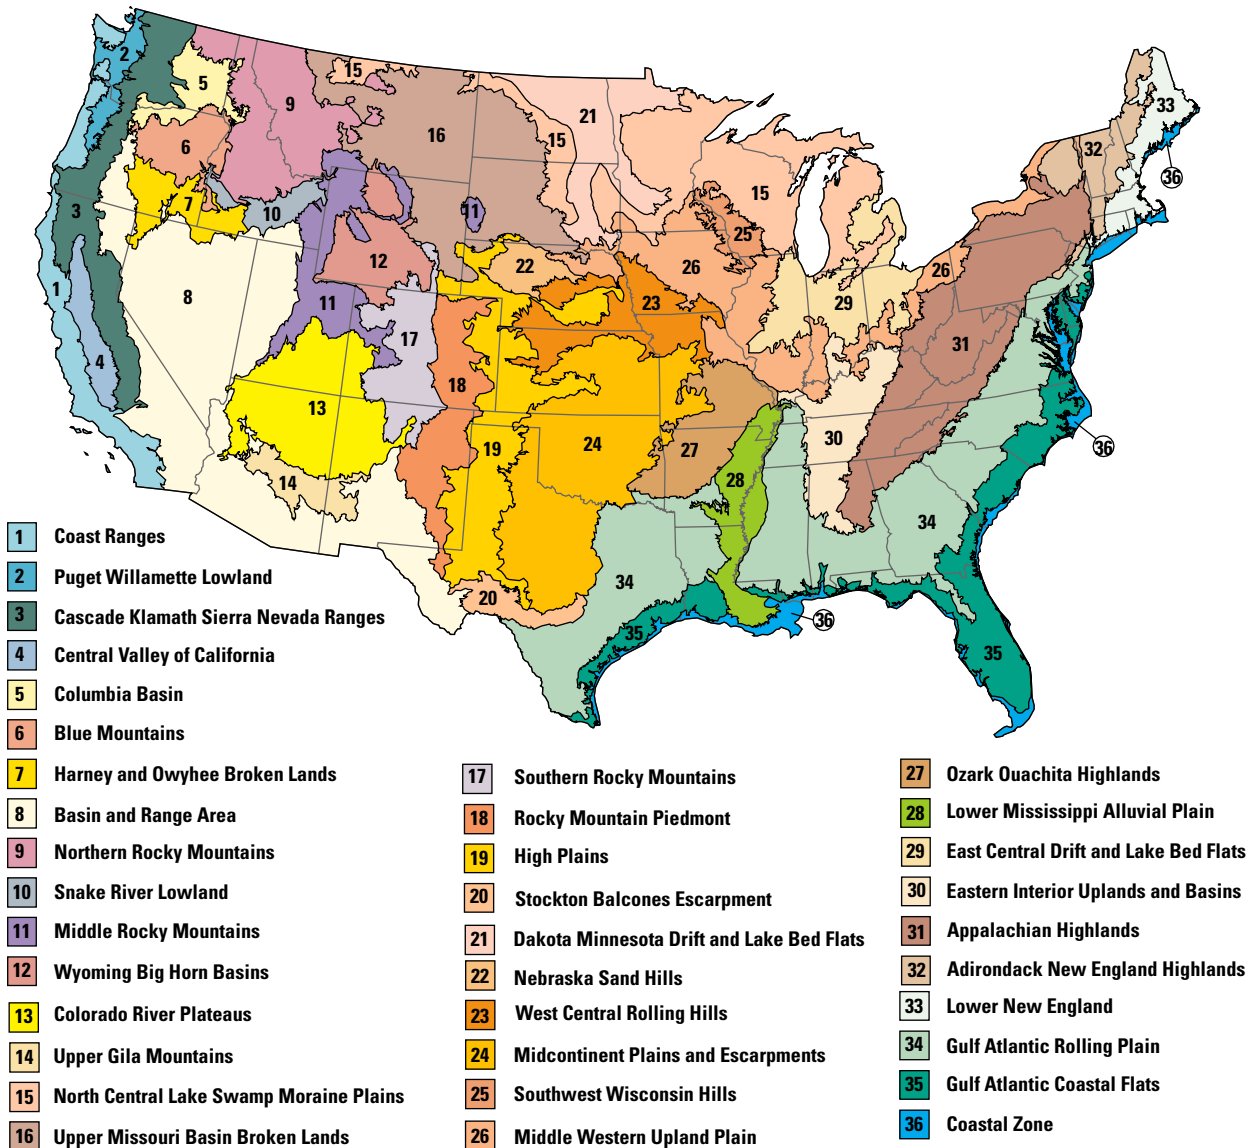 2
5
15
9
21
33
16
15
6
32
36
15
7
11
3
10
25
22
26
12
26
1
8
23
29
11
17
31
4
18
13
30
19
24
27
36
14
28
34
34
20
36
35
35
1 Coast Ranges
2 Puget Willamette Lowland
3 Cascade Klamath Sierra Nevada Ranges
4 Central Valley of California
5 Columbia Basin
6 Blue Mountains
7 Harney and Owyhee Broken Lands
8 Basin and Range Area
9 Northern Rocky Mountains
10 Snake River Lowland
11 Middle Rocky Mountains
12 Wyoming Big Horn Basins
13 Colorado River Plateaus
14 Upper Gila Mountains
15 North Central Lake Swamp Moraine Plains
16 Upper Missouri Basin Broken Lands
17 Southern Rocky Mountains
18 Rocky Mountain Piedmont
19 High Plains
20 Stockton Balcones Escarpment
21 Dakota Minnesota Drift and Lake Bed Flats
22 Nebraska Sand Hills
23 West Central Rolling Hills
24 Midcontinent Plains and Escarpments
25 Southwest Wisconsin Hills
26 Middle Western Upland Plain
27 Ozark Ouachita Highlands
28 Lower Mississippi Alluvial Plain
29 East Central Drift and Lake Bed Flats
30 Eastern Interior Uplands and Basins
31 Appalachian Highlands
32 Adirondack New England Highlands
33 Lower New England
34 Gulf Atlantic Rolling Plain
35 Gulf Atlantic Coastal Flats
36 Coastal Zone